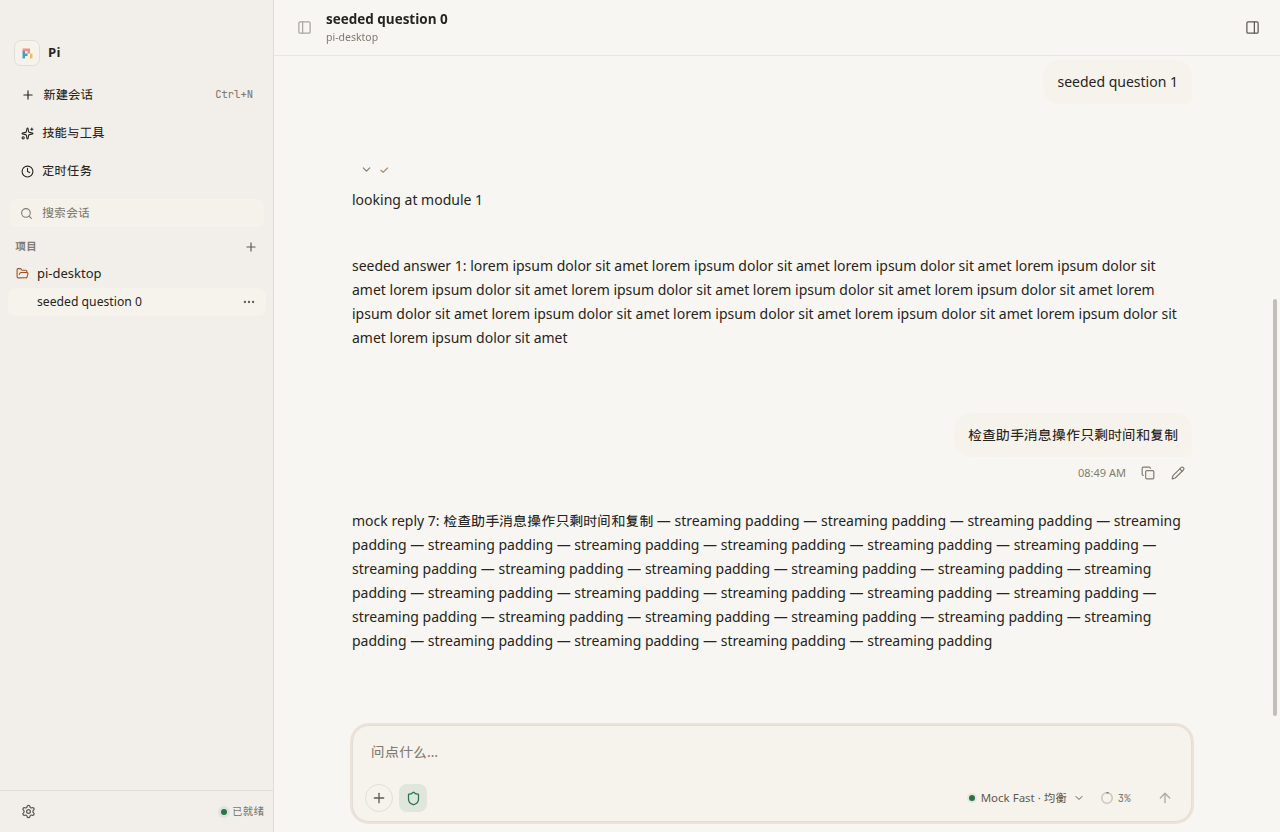 Pi
新建会话 Ctrl+N
技能与工具
定时任务
搜索会话
项目
pi-desktop
seeded question 0
已就绪
seeded question 0
pi-desktop
seeded question 1
looking at module 1
seeded answer 1: lorem ipsum dolor sit amet lorem ipsum dolor sit amet lorem ipsum dolor sit amet lorem ipsum dolor sit
amet lorem ipsum dolor sit amet lorem ipsum dolor sit amet lorem ipsum dolor sit amet lorem ipsum dolor sit amet lorem
ipsum dolor sit amet lorem ipsum dolor sit amet lorem ipsum dolor sit amet lorem ipsum dolor sit amet lorem ipsum dolor sit
amet lorem ipsum dolor sit amet
检查助手消息操作只剩时间和复制
08:49 AM
mock reply 7: 检查助手消息操作只剩时间和复制 — streaming padding — streaming padding — streaming padding — streaming
padding — streaming padding — streaming padding — streaming padding — streaming padding — streaming padding —
streaming padding — streaming padding — streaming padding — streaming padding — streaming padding — streaming
padding — streaming padding — streaming padding — streaming padding — streaming padding — streaming padding —
streaming padding — streaming padding — streaming padding — streaming padding — streaming padding — streaming
padding — streaming padding — streaming padding — streaming padding — streaming padding
问点什么...
Mock Fast · 均衡 3%